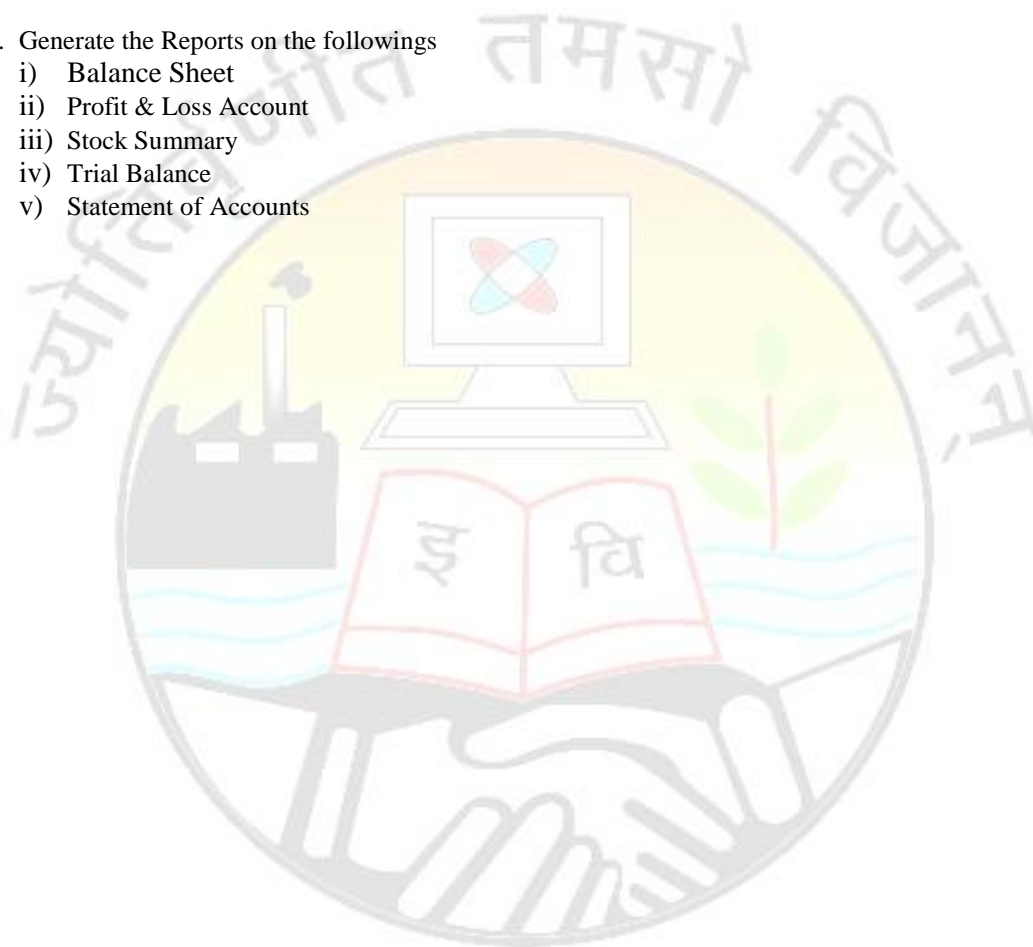 . Generate the Reports on the followings
i) Balance Sheet
ii) Profit & Loss Account
iii) Stock Summary
iv) Trial Balance
v) Statement of Accounts
ज्योतिर्वृणीत तमसो विजानन्
इ वि